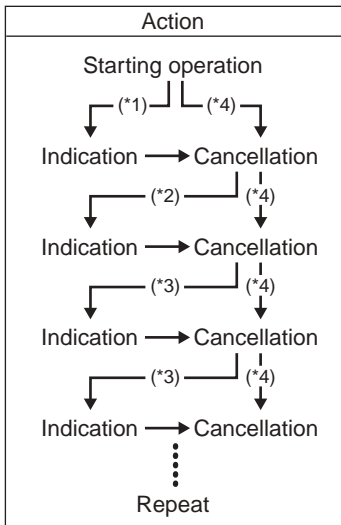 Action
Starting operation
(*1) (*4)
Indication Cancellation
(*2) (*4)
Indication Cancellation
(*3) (*4)
Indication Cancellation
(*3) (*4)
Indication Cancellation
Repeat